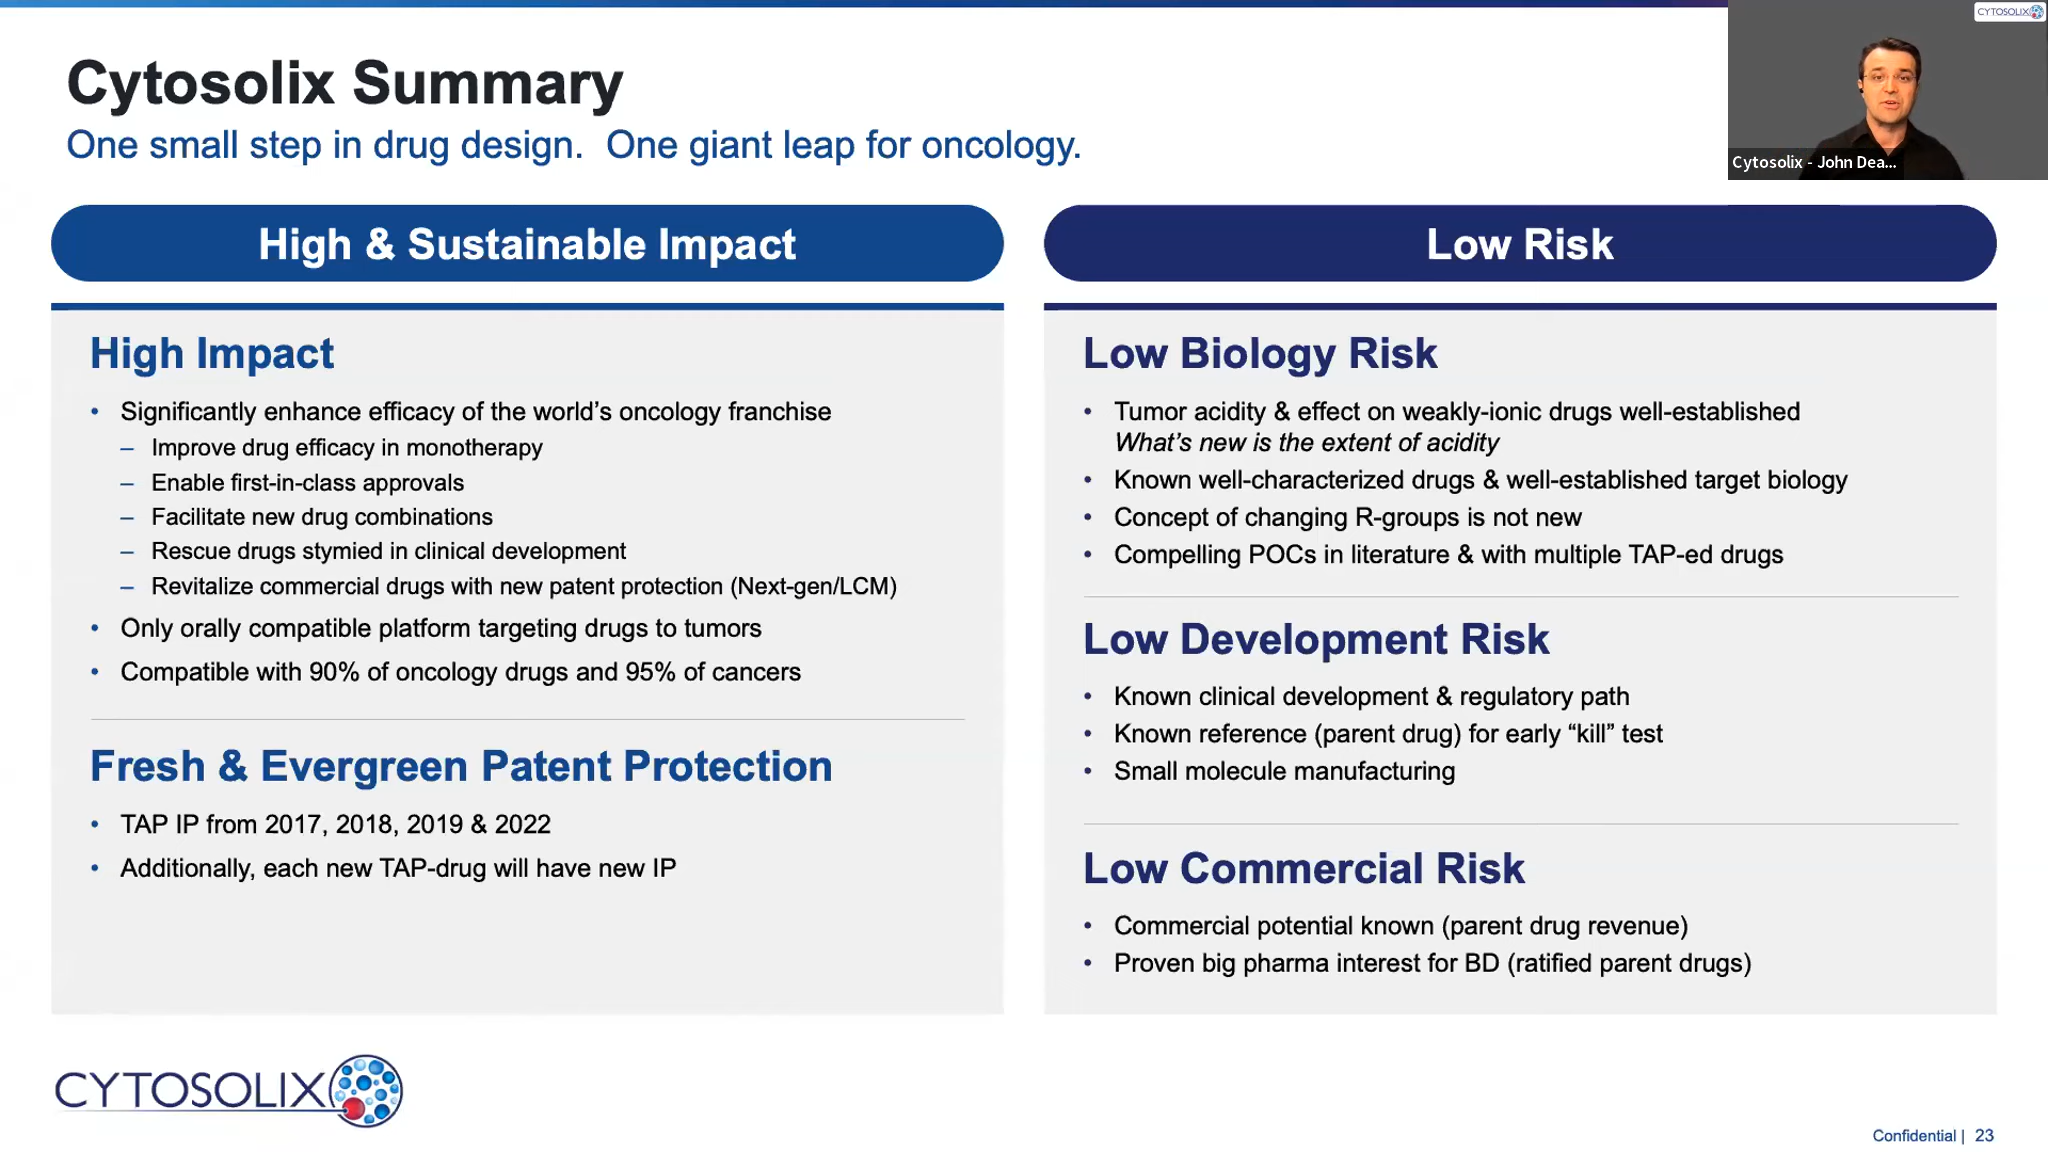 CYTOSOLIX
Cytosolix Summary
One small step in drug design.  One giant leap for oncology.
Cytosolix - John Dea...
High & Sustainable Impact
High Impact
• Significantly enhance efficacy of the world’s oncology franchise
– Improve drug efficacy in monotherapy
– Enable first-in-class approvals
– Facilitate new drug combinations
– Rescue drugs stymied in clinical development
– Revitalize commercial drugs with new patent protection (Next-gen/LCM)
• Only orally compatible platform targeting drugs to tumors
• Compatible with 90% of oncology drugs and 95% of cancers
Fresh & Evergreen Patent Protection
• TAP IP from 2017, 2018, 2019 & 2022
• Additionally, each new TAP-drug will have new IP
Low Risk
Low Biology Risk
• Tumor acidity & effect on weakly-ionic drugs well-established
What’s new is the extent of acidity
• Known well-characterized drugs & well-established target biology
• Concept of changing R-groups is not new
• Compelling POCs in literature & with multiple TAP-ed drugs
Low Development Risk
• Known clinical development & regulatory path
• Known reference (parent drug) for early “kill” test
• Small molecule manufacturing
Low Commercial Risk
• Commercial potential known (parent drug revenue)
• Proven big pharma interest for BD (ratified parent drugs)
CYTOSOLIX
Confidential | 23